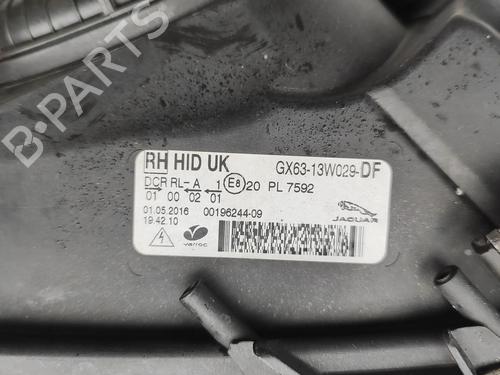 B-PARTS
RH HID UK GX63-13W029-DF
DCR RL-A 1 E8 20 PL 7592
01 00 02 01
01.05.2016 00196244-09
19:42:10
varroc
JAGUAR